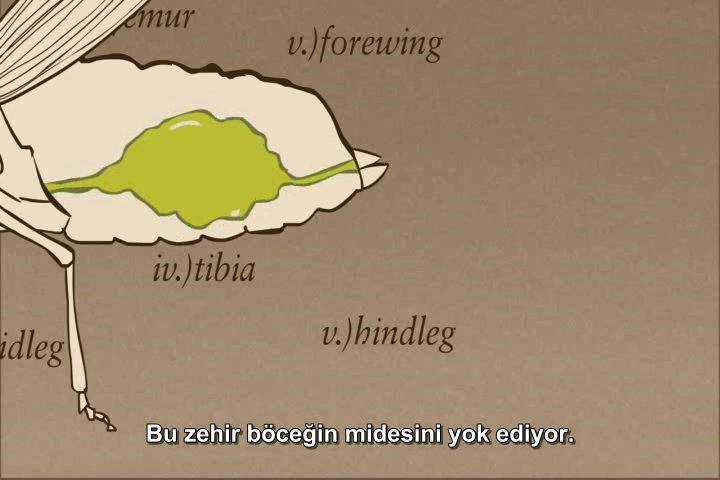 emur
v.)forewing
iv.)tibia
v.)hindleg
idleg
Bu zehir böceğin midesini yok ediyor.